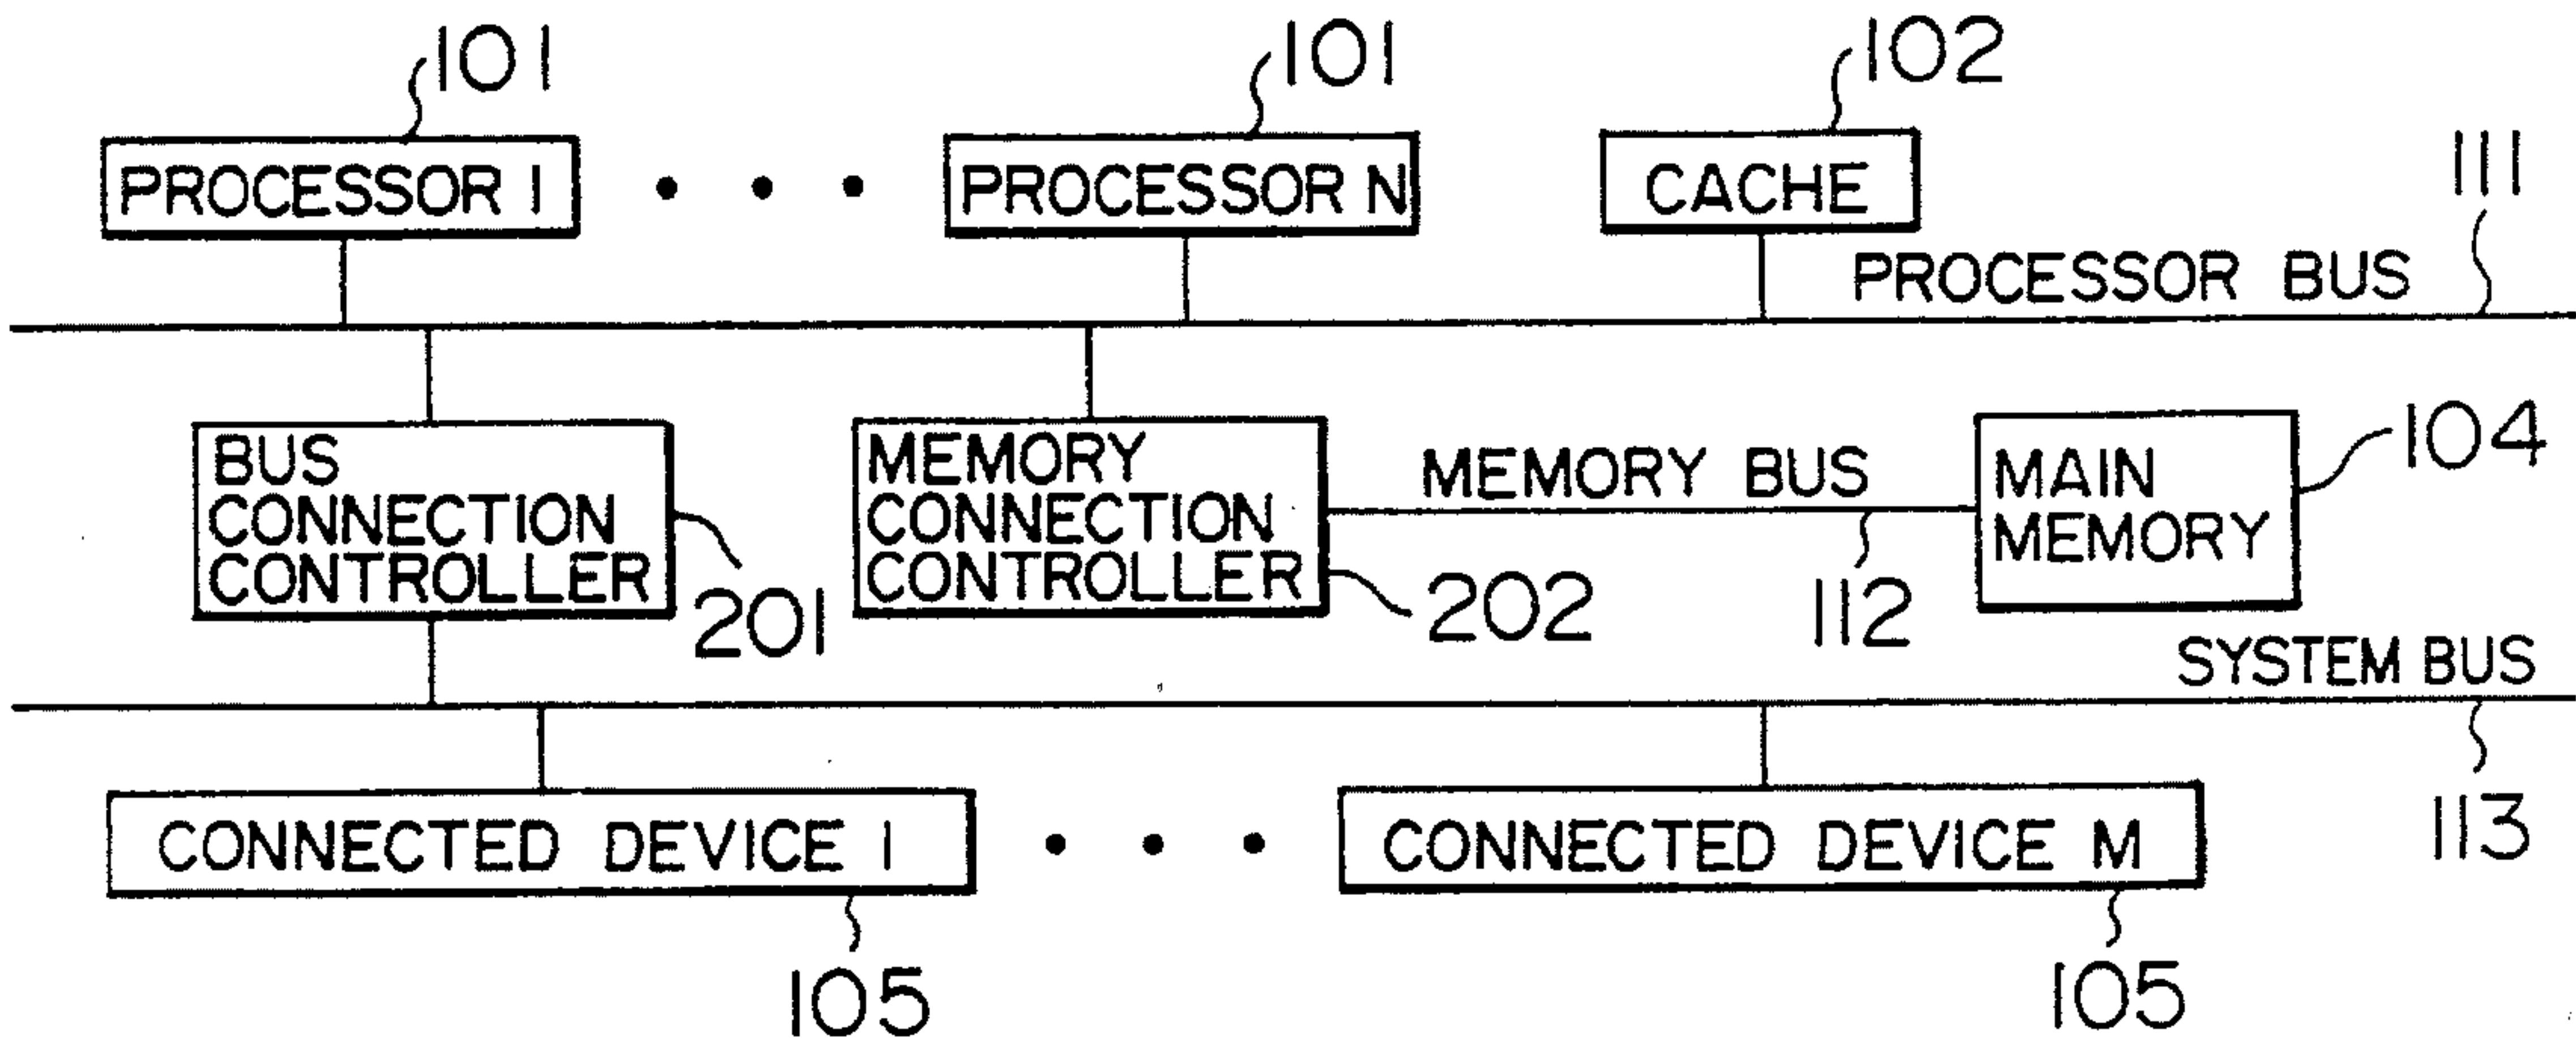 101
101
102
PROCESSOR 1
PROCESSOR N
CACHE
111
PROCESSOR BUS
BUS
CONNECTION
CONTROLLER
201
MEMORY
CONNECTION
CONTROLLER
202
MEMORY BUS
112
MAIN
MEMORY
104
SYSTEM BUS
113
CONNECTED DEVICE 1
CONNECTED DEVICE M
105
105